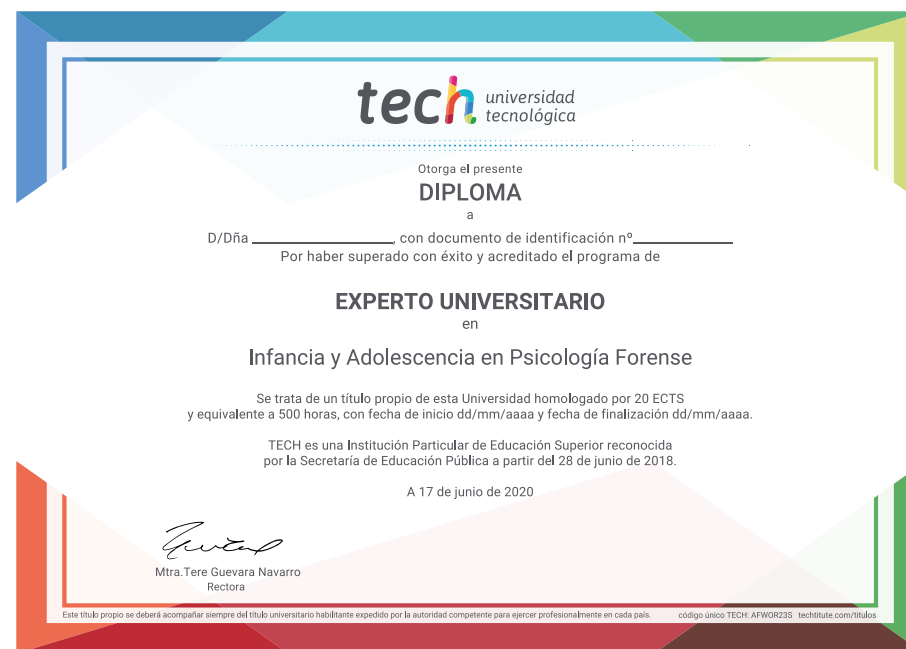 tech universidad
tecnológica
Otorga el presente
DIPLOMA
a
D/Dña ____________________, con documento de identificación nº______________
Por haber superado con éxito y acreditado el programa de
EXPERTO UNIVERSITARIO
en
Infancia y Adolescencia en Psicología Forense
Se trata de un título propio de esta Universidad homologado por 20 ECTS
y equivalente a 500 horas, con fecha de inicio dd/mm/aaaa y fecha de finalización dd/mm/aaaa.
TECH es una Institución Particular de Educación Superior reconocida
por la Secretaría de Educación Pública a partir del 28 de junio de 2018.
A 17 de junio de 2020
Mtra.Tere Guevara Navarro
Rectora
Este título propio se deberá acompañar siempre del título universitario habilitante expedido por la autoridad competente para ejercer profesionalmente en cada país. código único TECH: AFWOR23S techtitute.com/titulos